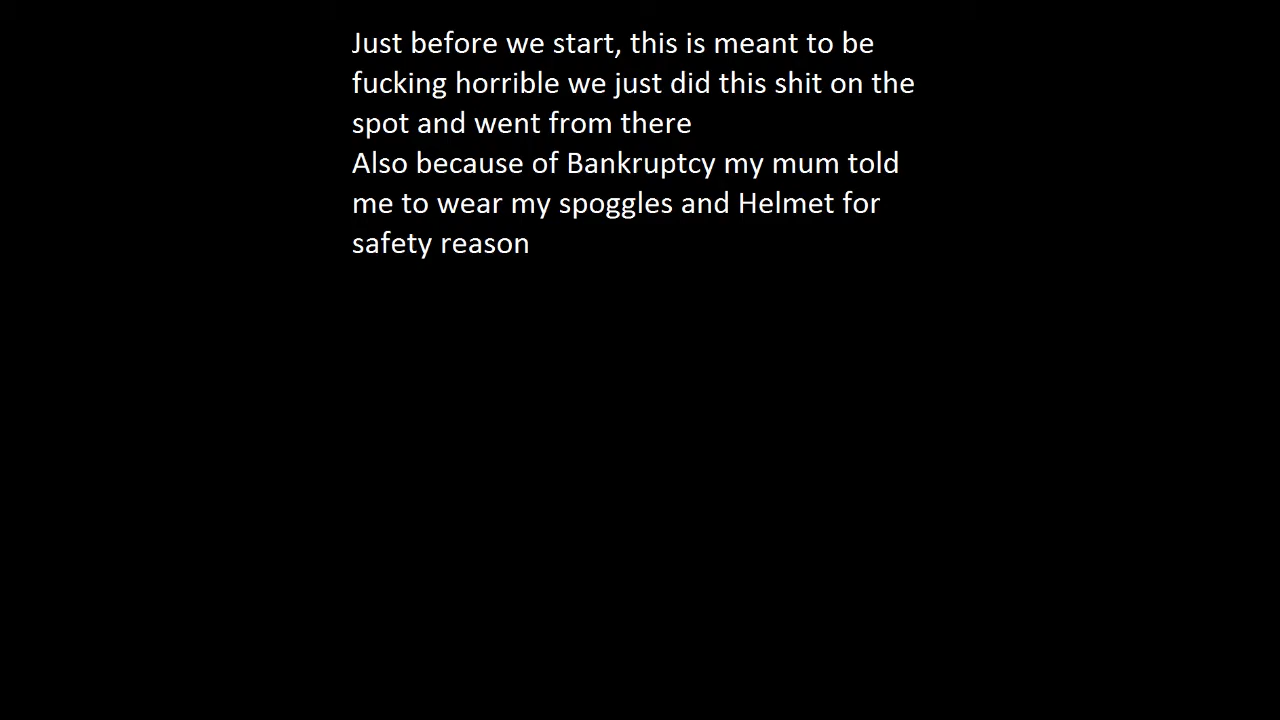 Just before we start, this is meant to be
fucking horrible we just did this shit on the
spot and went from there
Also because of Bankruptcy my mum told
me to wear my spoggles and Helmet for
safety reason